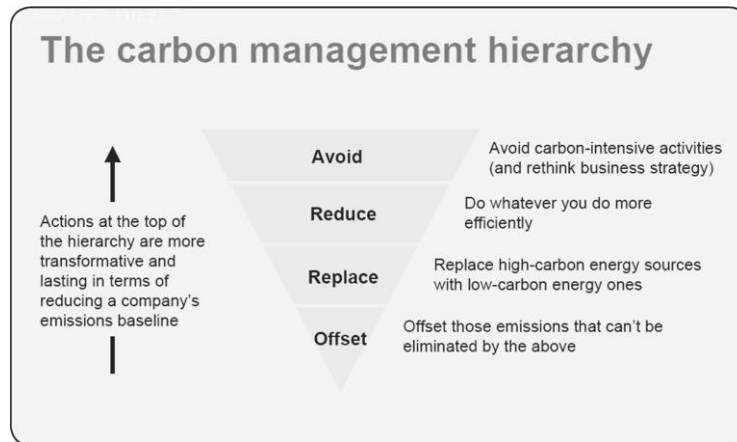 The carbon management hierarchy
Actions at the top of
the hierarchy are more
transformative and
lasting in terms of
reducing a company's
emissions baseline
Avoid
Avoid carbon-intensive activities
(and rethink business strategy)
Reduce
Do whatever you do more
efficiently
Replace
Replace high-carbon energy sources
with low-carbon energy ones
Offset
Offset those emissions that can't be
eliminated by the above